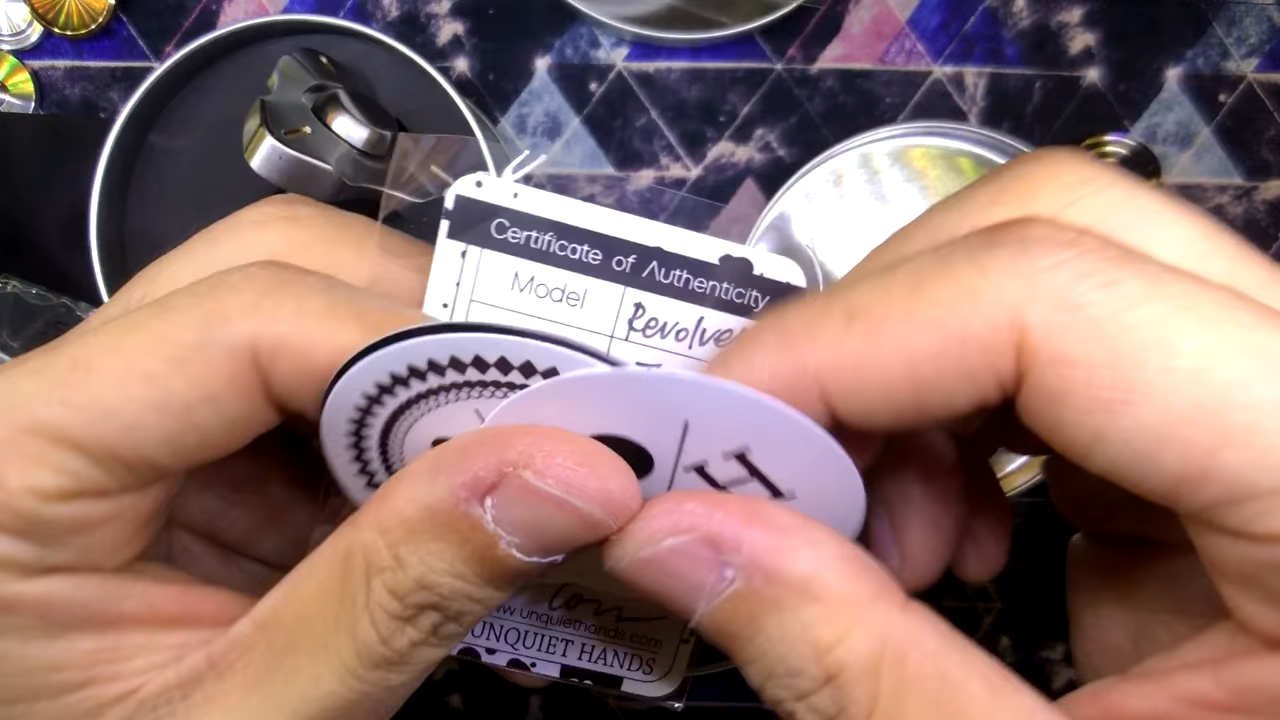 Certificate of Authenticity
Model
Revolve
H
www.unquiethands.com
UNQUIET HANDS